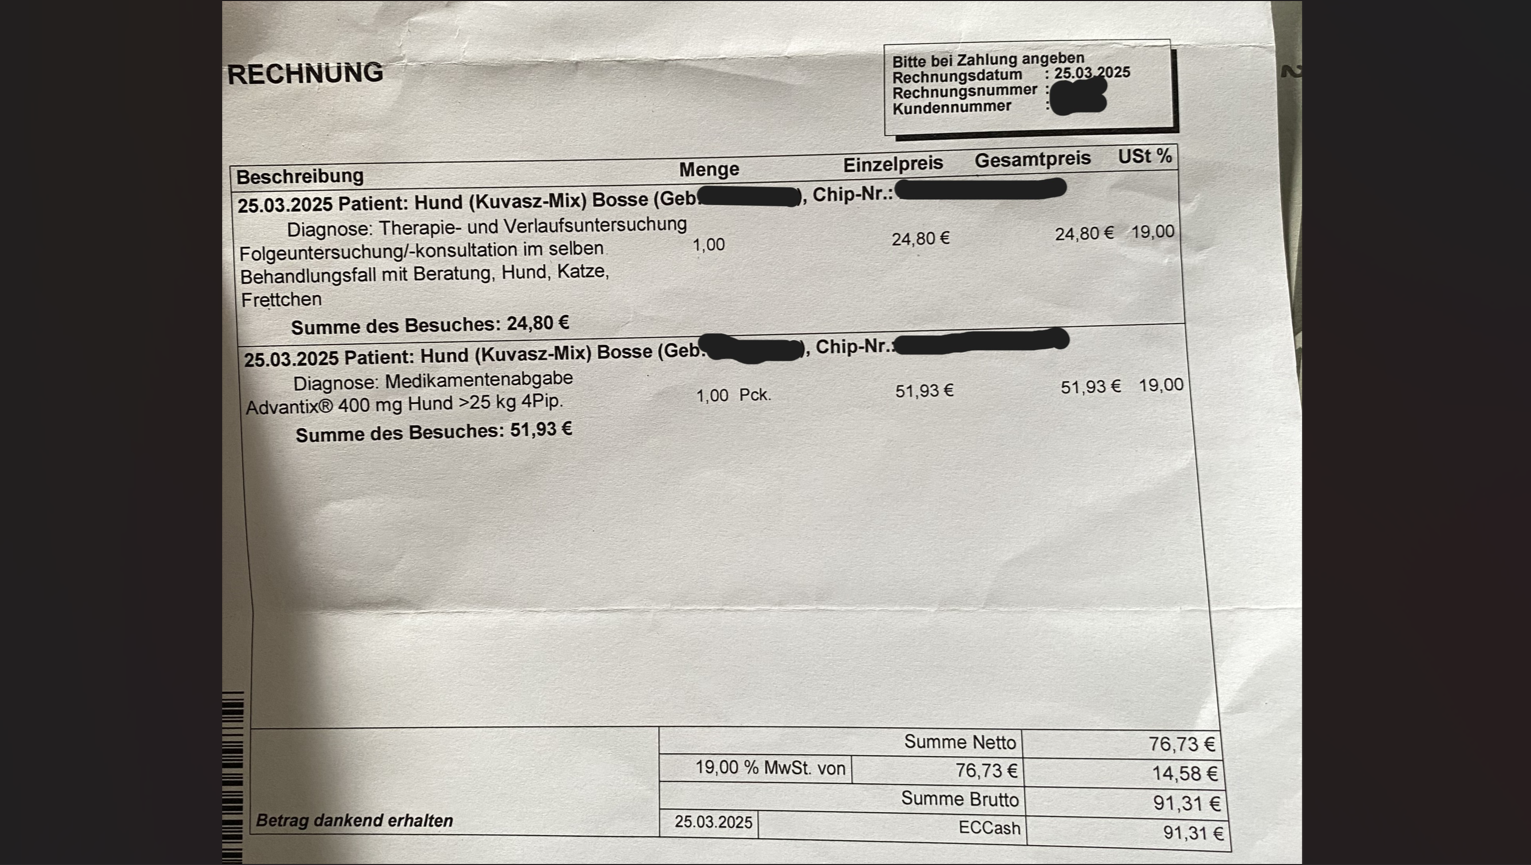 RECHNUNG
Bitte bei Zahlung angeben
Rechnungsdatum : 25.03.2025
Rechnungsnummer :
Kundennummer :
Beschreibung Menge Einzelpreis Gesamtpreis USt %
25.03.2025 Patient: Hund (Kuvasz-Mix) Bosse (Geb. ), Chip-Nr.:
Diagnose: Therapie- und Verlaufsuntersuchung
Folgeuntersuchung/-konsultation im selben 1,00 24,80 € 24,80 € 19,00
Behandlungsfall mit Beratung, Hund, Katze,
Frettchen
Summe des Besuches: 24,80 €
25.03.2025 Patient: Hund (Kuvasz-Mix) Bosse (Geb. ), Chip-Nr.:
Diagnose: Medikamentenabgabe
Advantix® 400 mg Hund >25 kg 4Pip. 1,00 Pck. 51,93 € 51,93 € 19,00
Summe des Besuches: 51,93 €
Summe Netto 76,73 €
19,00 % MwSt. von 76,73 € 14,58 €
Summe Brutto 91,31 €
Betrag dankend erhalten 25.03.2025 ECCash 91,31 €